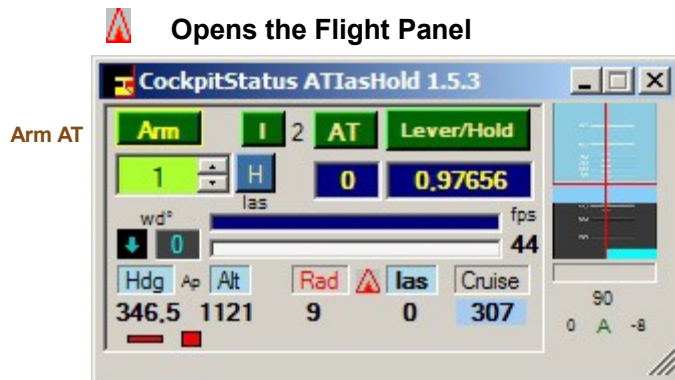 Opens the Flight Panel
CockpitStatus ATIasHold 1.5.3
Arm AT
Arm I 2 AT Lever/Hold
1 H 0 0,97656
Ias
wd° fps
0 44
Hdg Ap Alt Rad Ias Cruise
346,5 1121 9 0 307
90
0 A -8